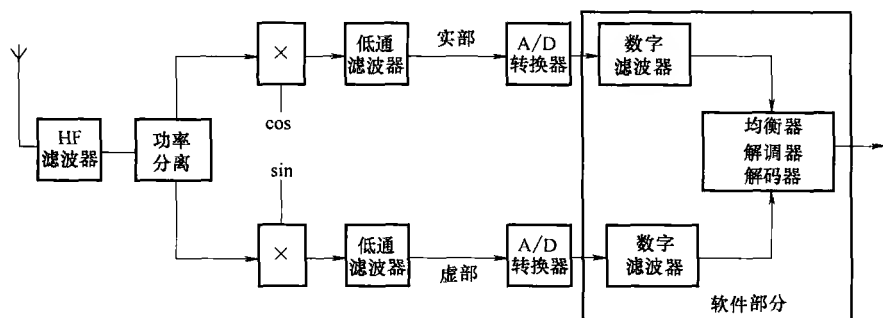 HF
滤波器
功率
分离
×
cos
低通
滤波器
实部
A/D
转换器
数字
滤波器
sin
×
低通
滤波器
虚部
A/D
转换器
数字
滤波器
均衡器
解调器
解码器
软件部分